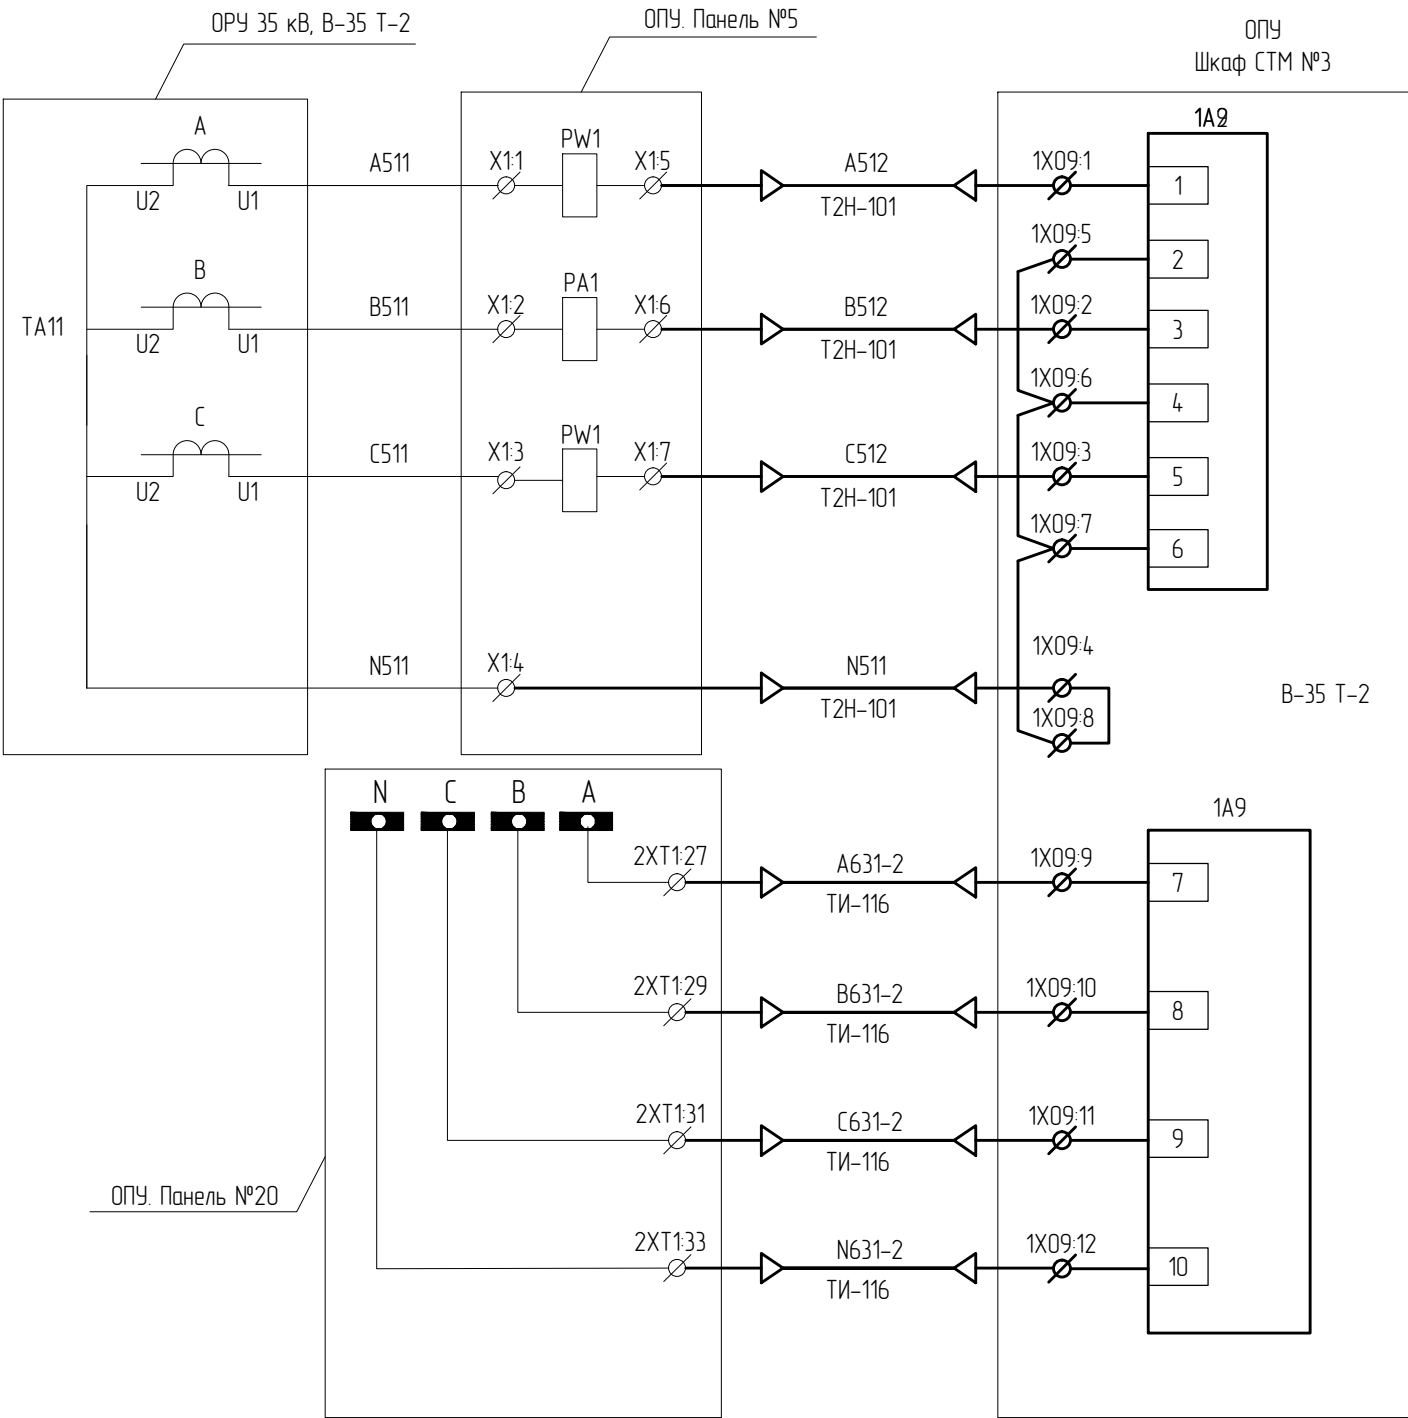 ОРУ 35 кВ, В-35 Т-2
ОПУ. Панель №5
ОПУ
Шкаф СТМ №3
A
U2
U1
A511
X1:1
PW1
X1:5
A512
Т2Н-101
1X09:1
1
1X09:5
2
B
TA11
U2
U1
B511
X1:2
PA1
X1:6
B512
Т2Н-101
1X09:2
3
1X09:6
4
C
U2
U1
C511
X1:3
PW1
X1:7
C512
Т2Н-101
1X09:3
5
1X09:7
6
N511
X1:4
N511
Т2Н-101
1X09:4
1X09:8
В-35 Т-2
N C B A
1A9
2XT1:27
A631-2
ТИ-116
1X09:9
7
2XT1:29
B631-2
ТИ-116
1X09:10
8
2XT1:31
C631-2
ТИ-116
1X09:11
9
ОПУ. Панель №20
2XT1:33
N631-2
ТИ-116
1X09:12
10